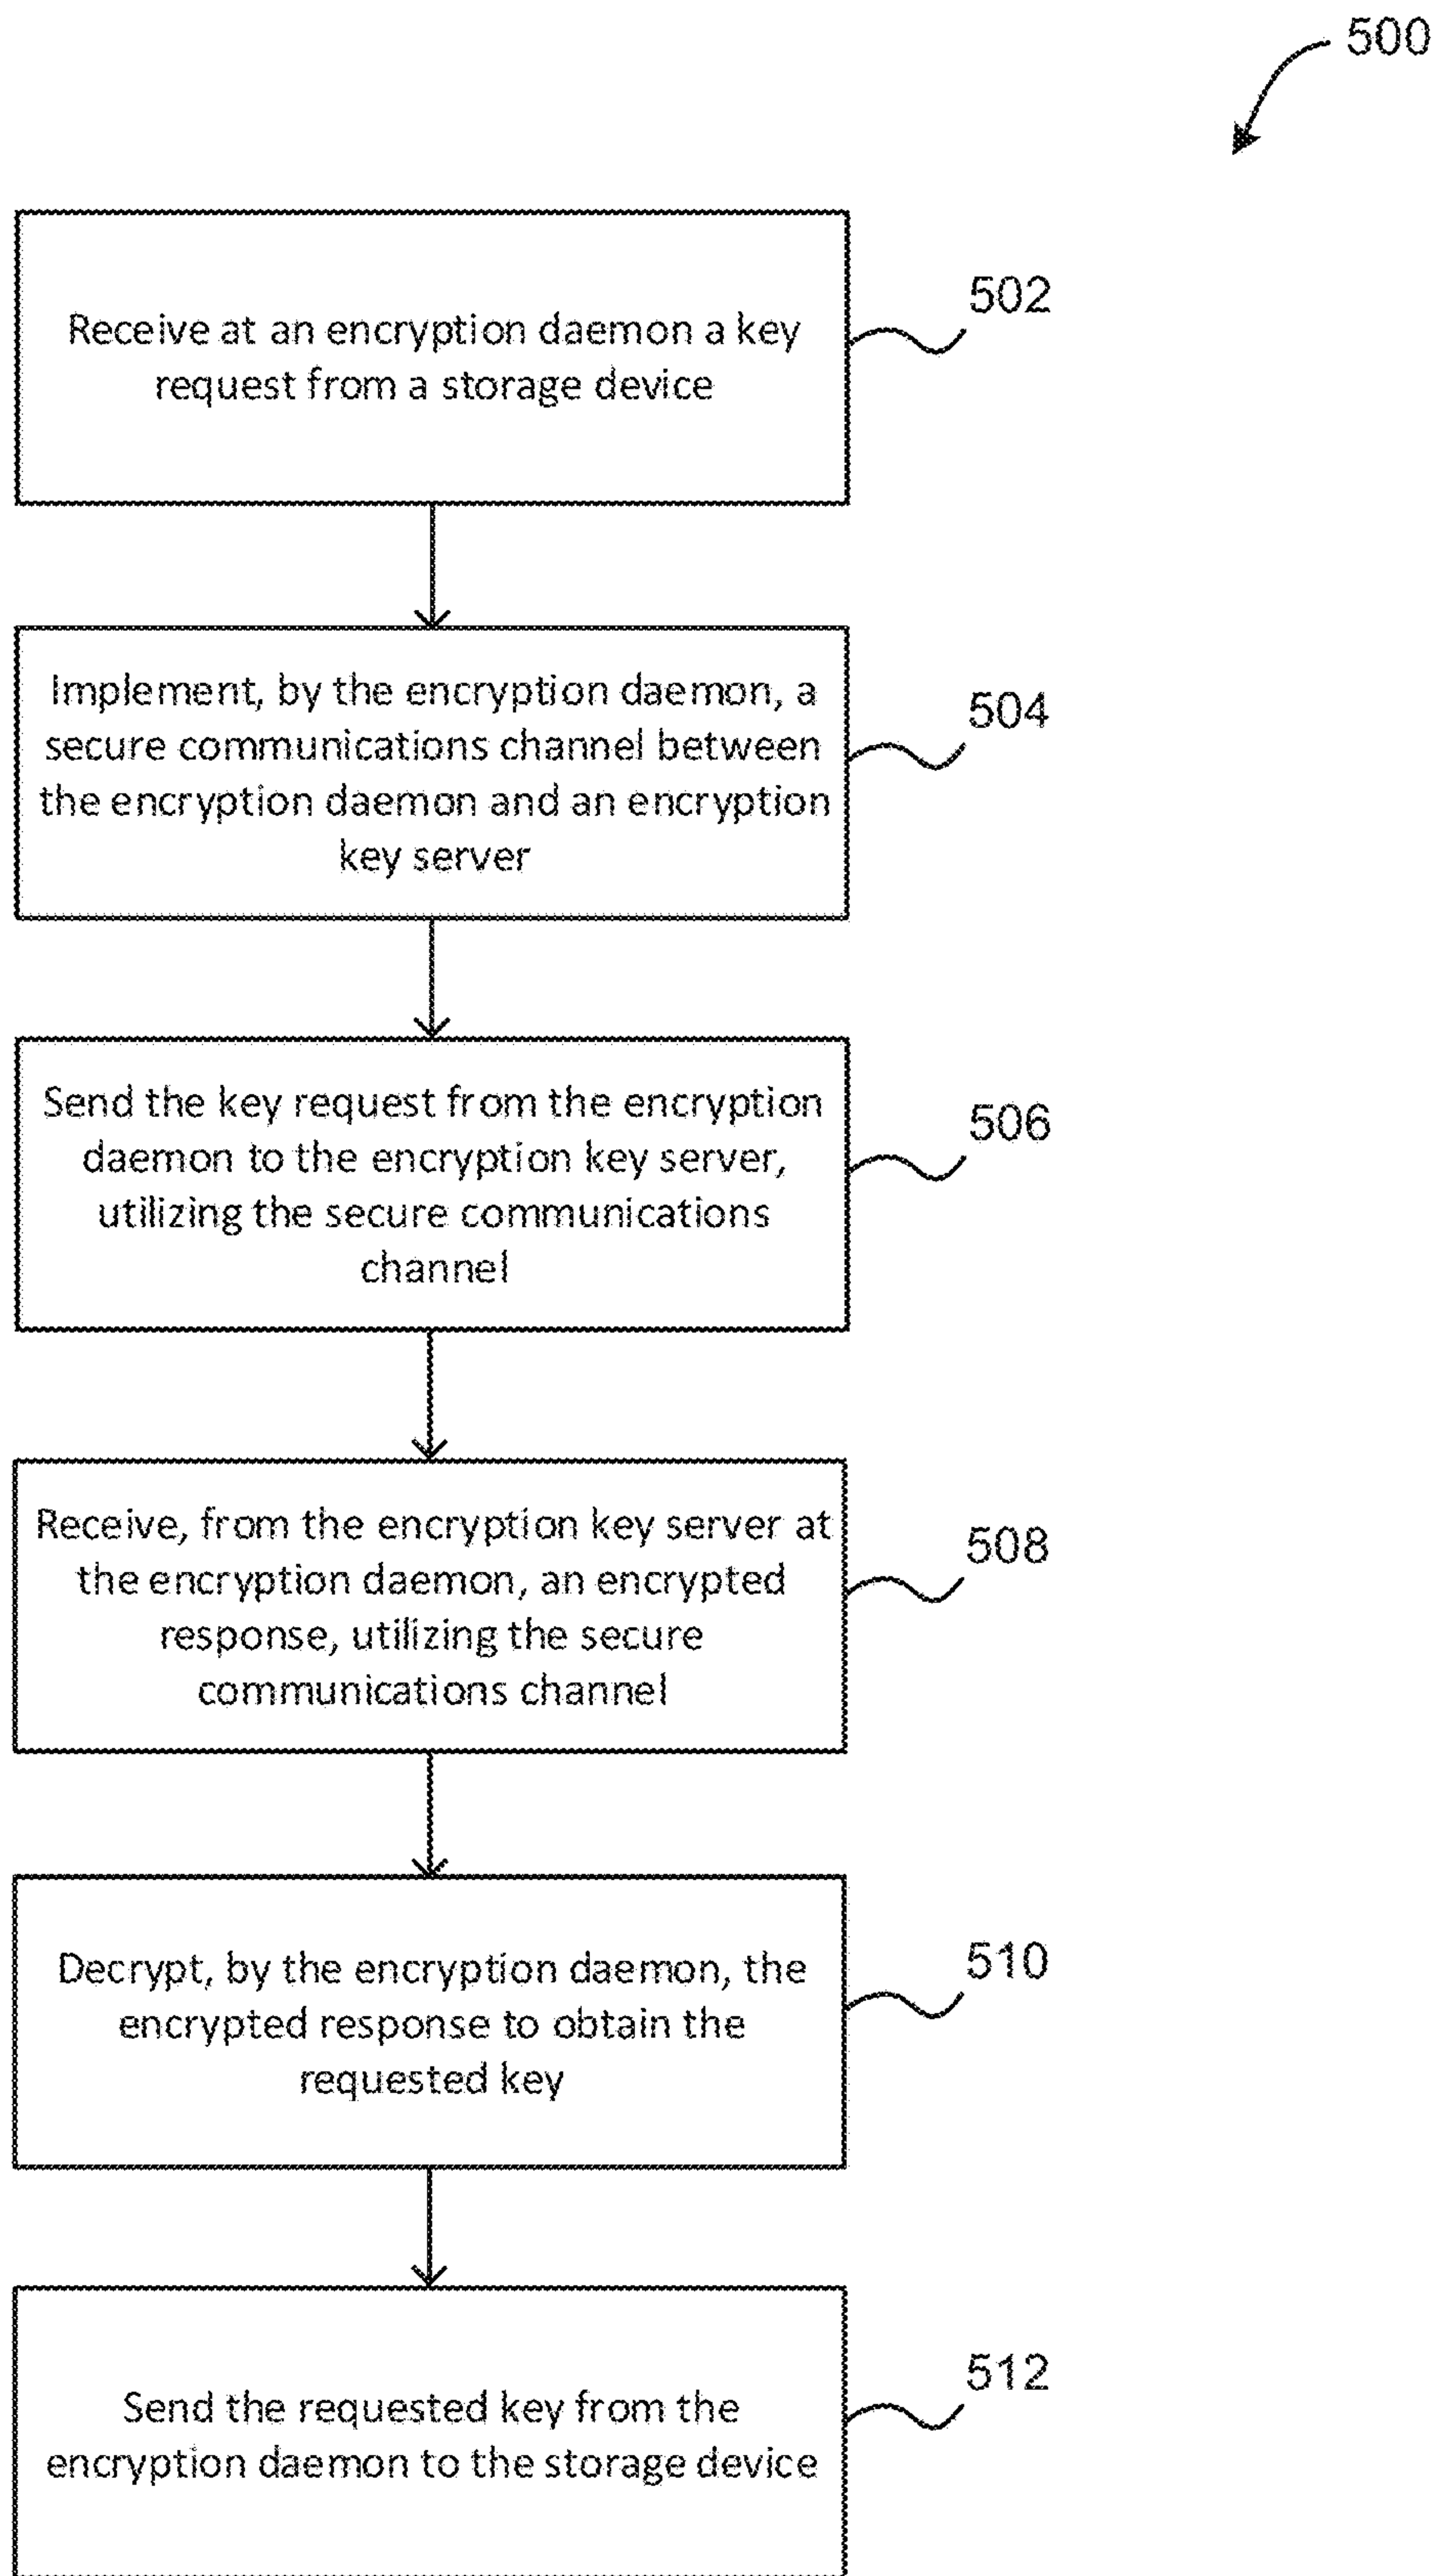 500
Receive at an encryption daemon a key
request from a storage device
502
Implement, by the encryption daemon, a
secure communications channel between
the encryption daemon and an encryption
key server
504
Send the key request from the encryption
daemon to the encryption key server,
utilizing the secure communications
channel
506
Receive, from the encryption key server at
the encryption daemon, an encrypted
response, utilizing the secure
communications channel
508
Decrypt, by the encryption daemon, the
encrypted response to obtain the
requested key
510
Send the requested key from the
encryption daemon to the storage device
512